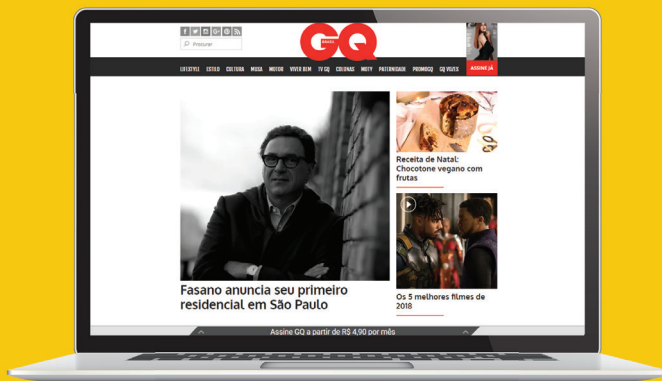 Procurar
GQ
BRASIL
LIFESTYLE ESTILO CULTURA MUSA MOTOR VIVER BEM TV GQ COLUNAS MOTY PATERNIDADE PROMOGQ GQ VOZES ASSINE JÁ
Fasano anuncia seu primeiro
residencial em São Paulo
Receita de Natal:
Chocotone vegano com
frutas
Os 5 melhores filmes de
2018
Assine GQ a partir de R$ 4,90 por mês